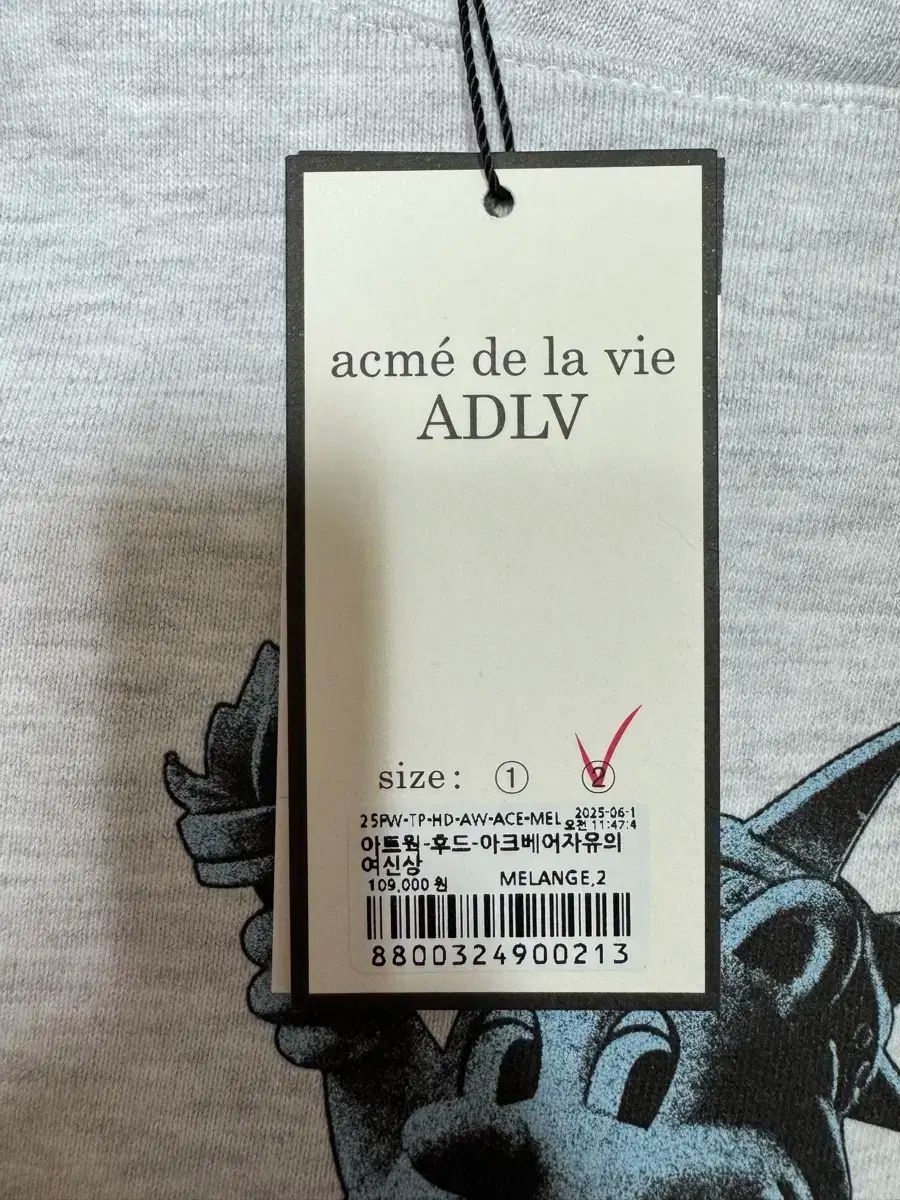 acmé de la vie
ADLV
size: ① ②
25FW-TP-HD-AW-ACE-MEL 2025-06-1
오전 11:47:4
아트웍-후드-아크베어자유의
여신상
109,000 원 MELANGE,2
8800324900213